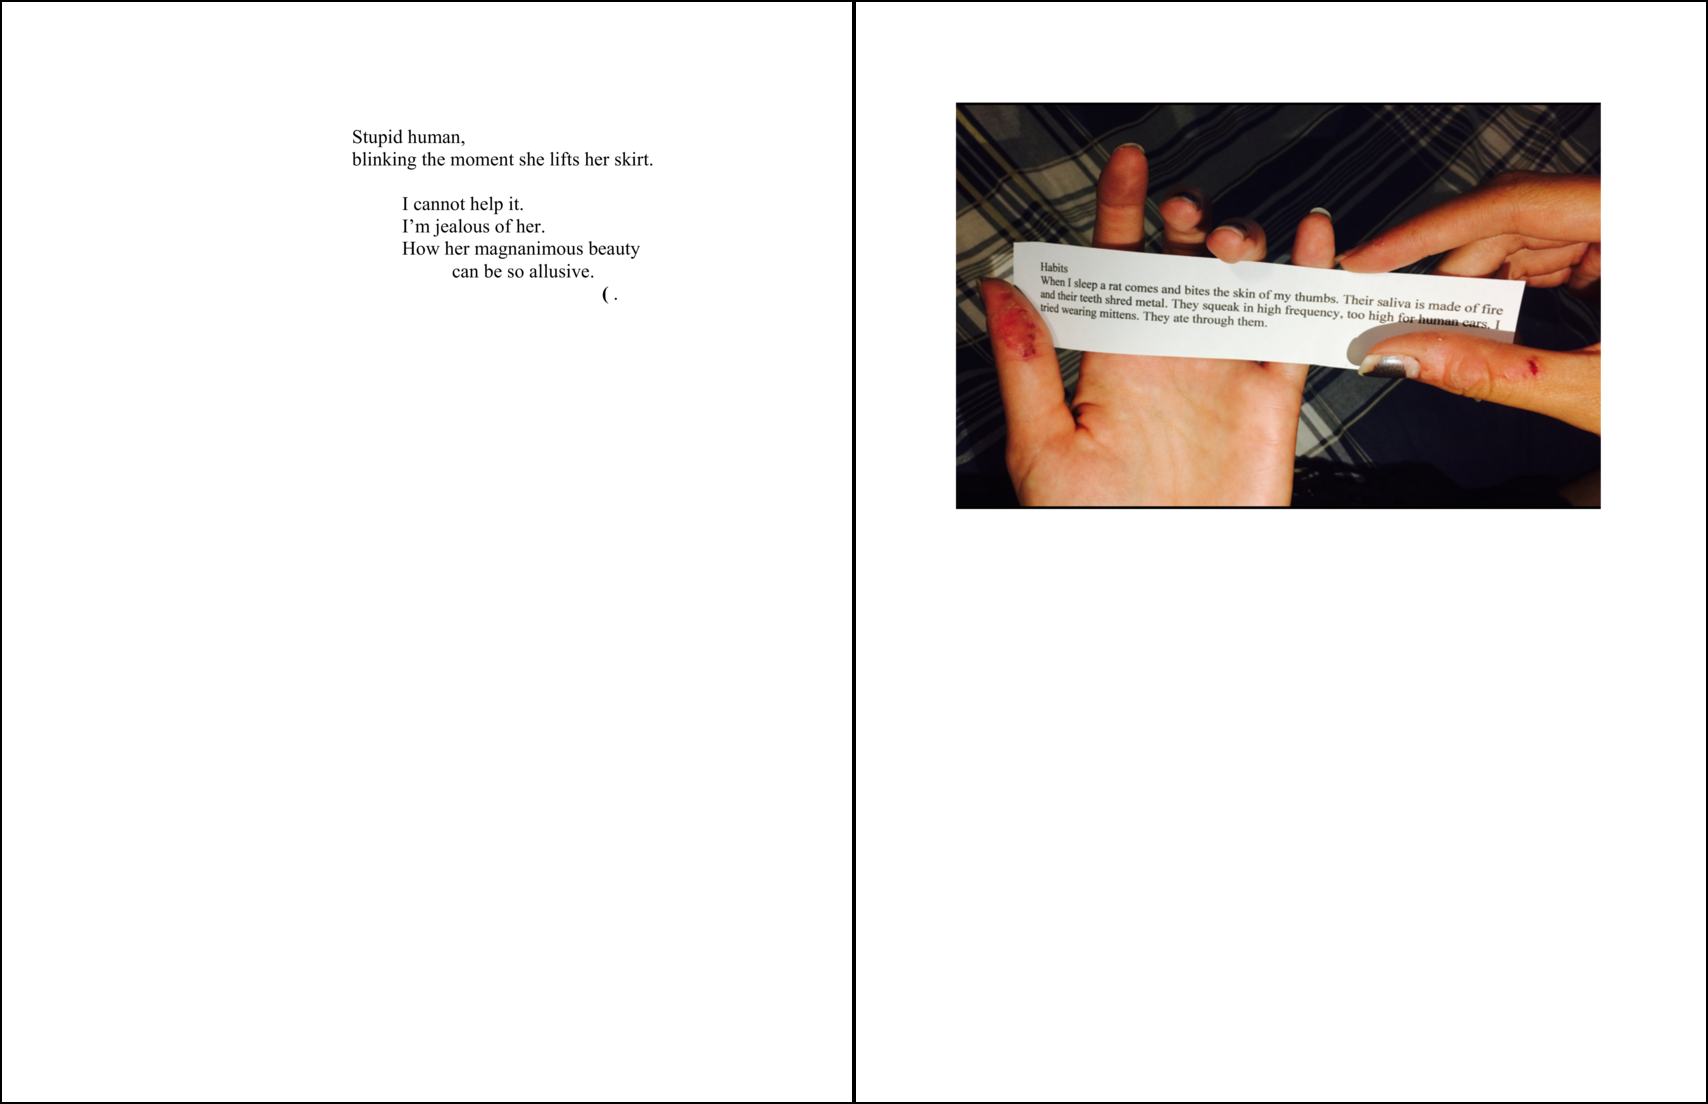 Stupid human,
blinking the moment she lifts her skirt.
I cannot help it.
I'm jealous of her.
How her magnanimous beauty
can be so allusive.
( .
Habits
When I sleep a rat comes and bites the skin of my thumbs. Their saliva is made of fire
and their teeth shred metal. They squeak in high frequency, too high for human ears. I
tried wearing mittens. They ate through them.